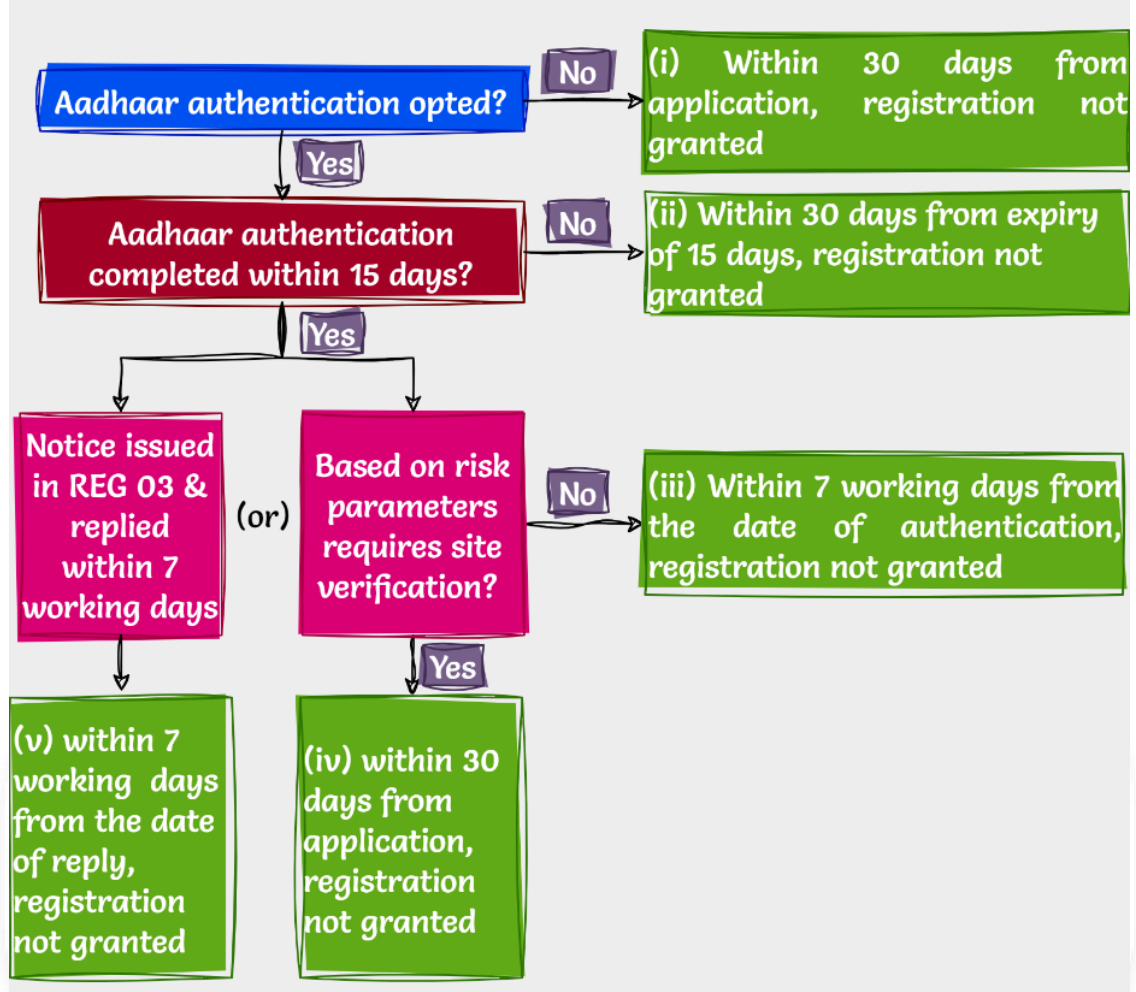 Aadhaar authentication opted?
No
(i) Within 30 days from
application, registration not
granted
Yes
Aadhaar authentication
completed within 15 days?
No
(ii) Within 30 days from expiry
of 15 days, registration not
granted
Yes
Notice issued
in REG 03 &
replied
within 7
working days
(or)
Based on risk
parameters
requires site
verification?
No
(iii) Within 7 working days from
the date of authentication,
registration not granted
Yes
(v) within 7
working days
from the date
of reply,
registration
not granted
(iv) within 30
days from
application,
registration
not granted